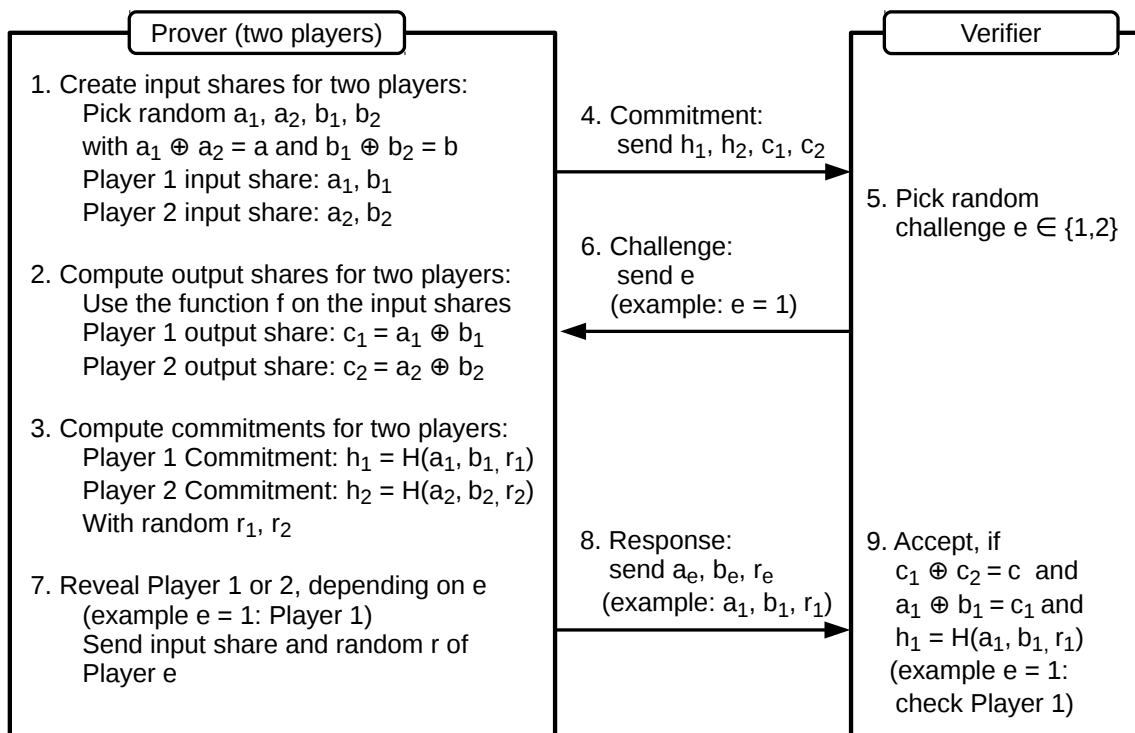 Prover (two players)
1. Create input shares for two players:
Pick random a₁, a₂, b₁, b₂
with a₁ ⊕ a₂ = a and b₁ ⊕ b₂ = b
Player 1 input share: a₁, b₁
Player 2 input share: a₂, b₂
2. Compute output shares for two players:
Use the function f on the input shares
Player 1 output share: c₁ = a₁ ⊕ b₁
Player 2 output share: c₂ = a₂ ⊕ b₂
3. Compute commitments for two players:
Player 1 Commitment: h₁ = H(a₁, b₁, r₁)
Player 2 Commitment: h₂ = H(a₂, b₂, r₂)
With random r₁, r₂
7. Reveal Player 1 or 2, depending on e
(example e = 1: Player 1)
Send input share and random r of
Player e
4. Commitment:
send h₁, h₂, c₁, c₂
6. Challenge:
send e
(example: e = 1)
8. Response:
send aₑ, bₑ, rₑ
(example: a₁, b₁, r₁)
Verifier
5. Pick random
challenge e ∈ {1,2}
9. Accept, if
c₁ ⊕ c₂ = c and
a₁ ⊕ b₁ = c₁ and
h₁ = H(a₁, b₁, r₁)
(example e = 1:
check Player 1)